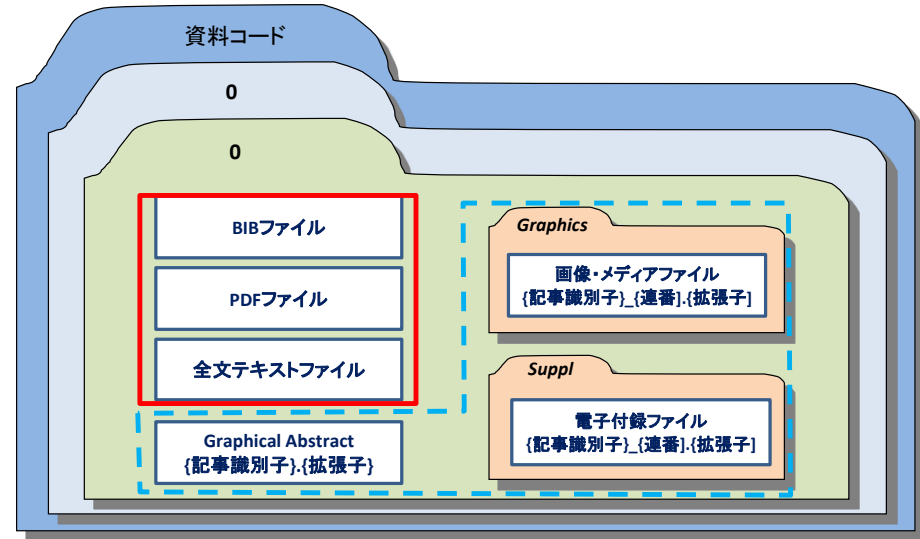 資料コード
0
0
BIBファイル
PDFファイル
全文テキストファイル
Graphical Abstract
{記事識別子}.{拡張子}
Graphics
画像・メディアファイル
{記事識別子}_{連番].{拡張子]
Suppl
電子付録ファイル
{記事識別子}_{連番].{拡張子]